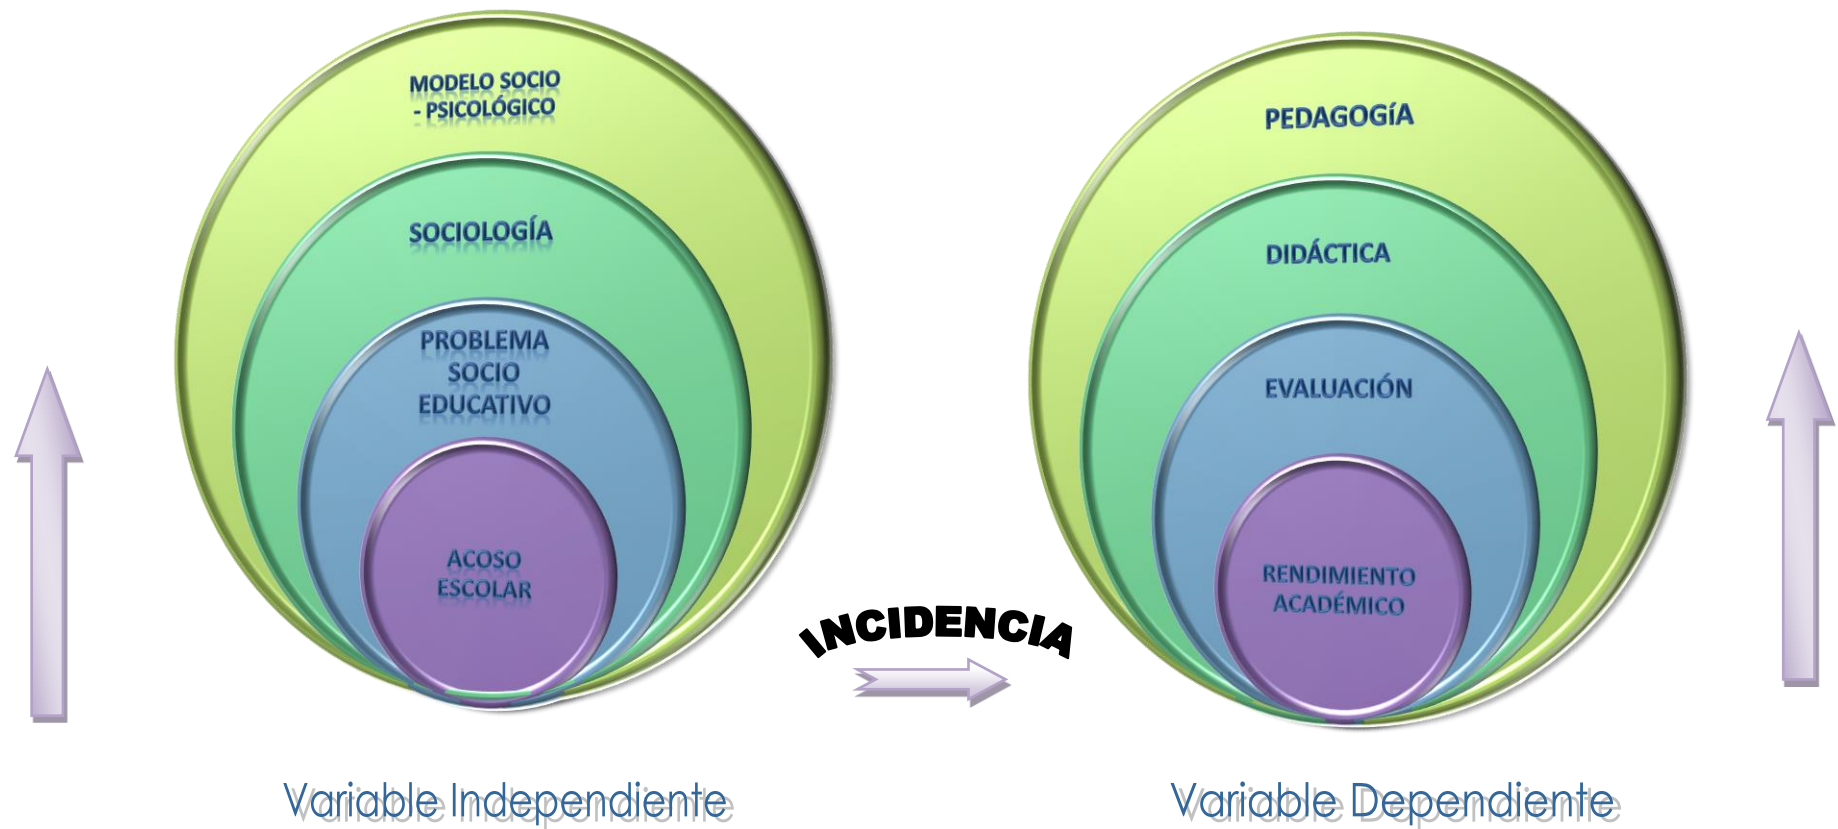 MODELO SOCIO
- PSICOLÓGICO
SOCIOLOGÍA
PROBLEMA
SOCIO
EDUCATIVO
ACOSO
ESCOLAR
INCIDENCIA
PEDAGOGíA
DIDÁCTICA
EVALUACIÓN
RENDIMIENTO
ACADÉMICO
Variable Independiente
Variable Dependiente